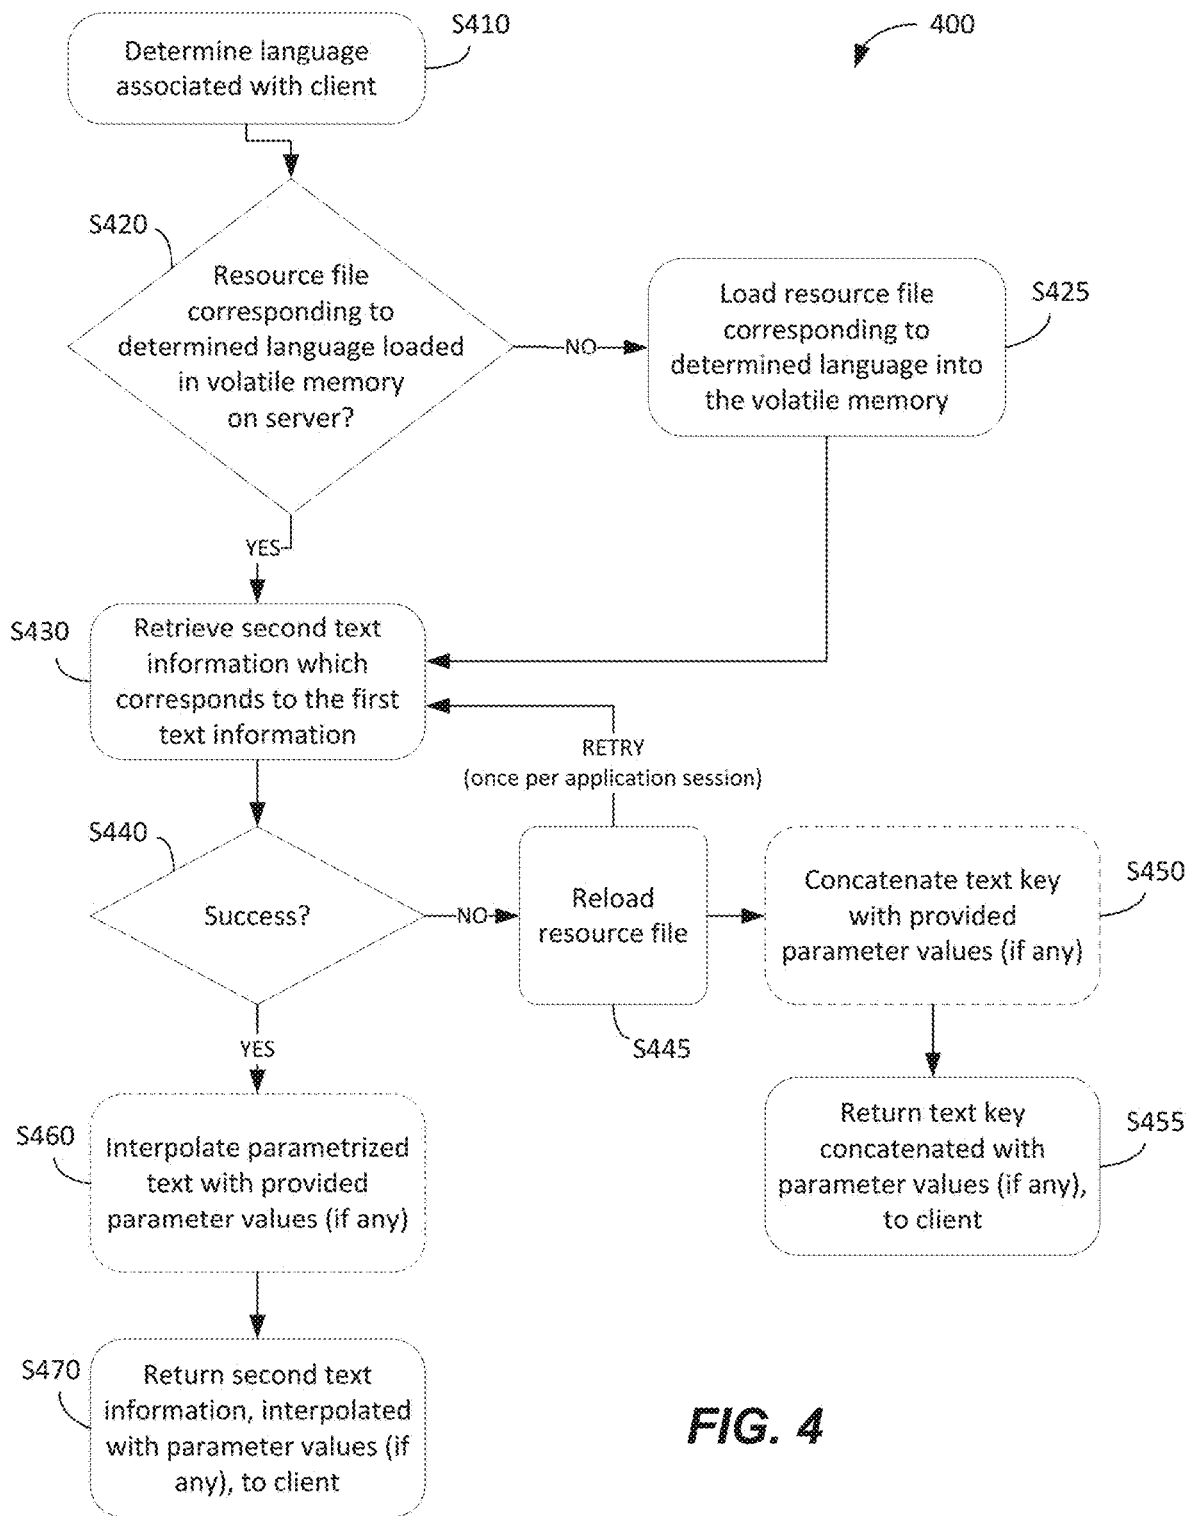 S410
400
Determine language
associated with client
S420
Resource file
corresponding to
determined language loaded
in volatile memory
on server?
NO
Load resource file
corresponding to
determined language into
the volatile memory
S425
YES
S430
Retrieve second text
information which
corresponds to the first
text information
RETRY
(once per application session)
S440
Success?
NO
Reload
resource file
S445
Concatenate text key
with provided
parameter values (if any)
S450
YES
S460
Interpolate parametrized
text with provided
parameter values (if any)
Return text key
concatenated with
parameter values (if any),
to client
S455
S470
Return second text
information, interpolated
with parameter values (if
any), to client
FIG. 4